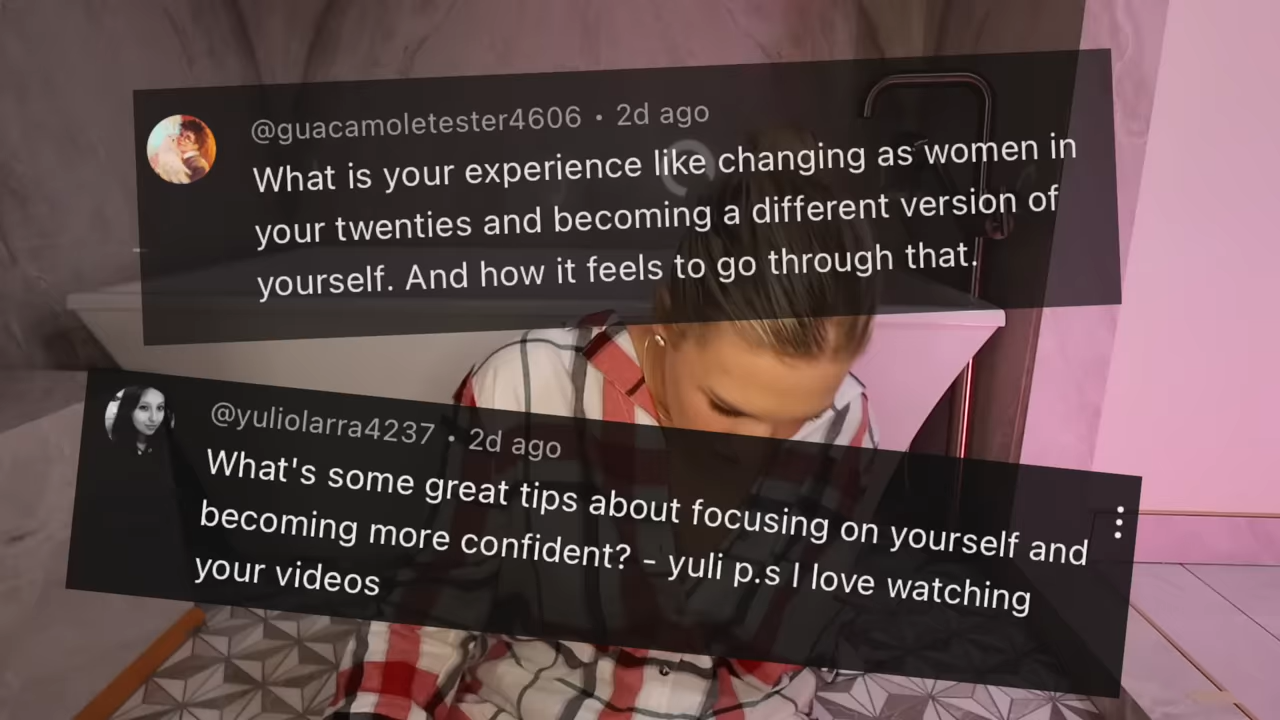 @guacamoletester4606 • 2d ago
What is your experience like changing as women in
your twenties and becoming a different version of
yourself. And how it feels to go through that.
@yuliolarra4237 • 2d ago
What's some great tips about focusing on yourself and
becoming more confident? - yuli p.s I love watching
your videos